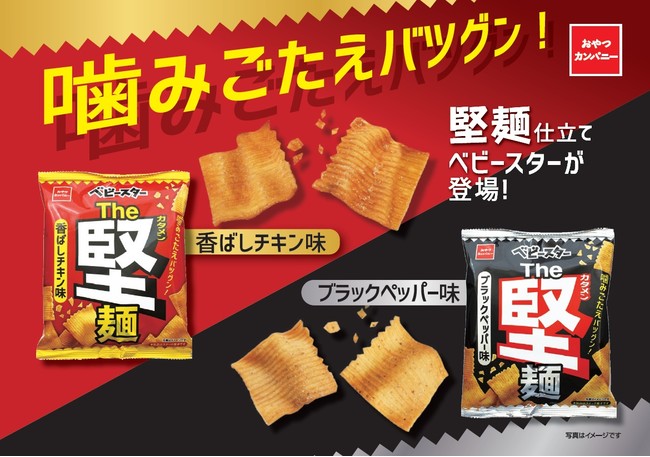 噛みごたえバツグン!
おやつ
カンパニー
堅麺仕立て
ベビースターが
登場!
香ばしチキン味
ブラックペッパー味
ベビースター
The
堅
麺
カタメン
噛みごたえバツグン!
香ばしチキン味
ベビースター
The
堅
麺
カタメン
噛みごたえバツグン!
ブラックペッパー味
写真はイメージです